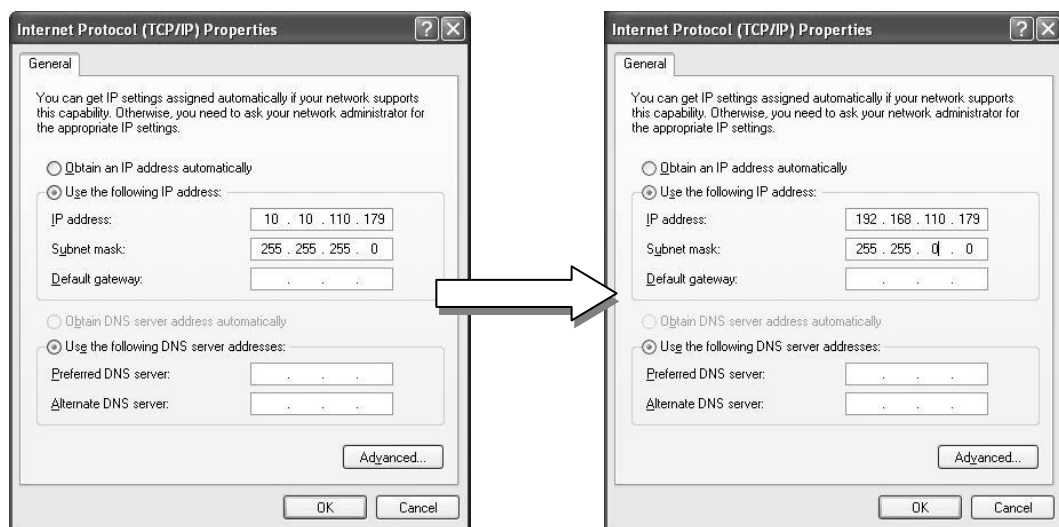 Internet Protocol (TCP/IP) Properties
General
You can get IP settings assigned automatically if your network supports
this capability. Otherwise, you need to ask your network administrator for
the appropriate IP settings.
Obtain an IP address automatically
Use the following IP address:
IP address: 10 . 10 . 110 . 179
Subnet mask: 255 . 255 . 255 . 0
Default gateway: . . .
Obtain DNS server address automatically
Use the following DNS server addresses:
Preferred DNS server: . . .
Alternate DNS server: . . .
Advanced...
OK Cancel
Internet Protocol (TCP/IP) Properties
General
You can get IP settings assigned automatically if your network supports
this capability. Otherwise, you need to ask your network administrator for
the appropriate IP settings.
Obtain an IP address automatically
Use the following IP address:
IP address: 192 . 168 . 110 . 179
Subnet mask: 255 . 255 . 0 . 0
Default gateway: . . .
Obtain DNS server address automatically
Use the following DNS server addresses:
Preferred DNS server: . . .
Alternate DNS server: . . .
Advanced...
OK Cancel